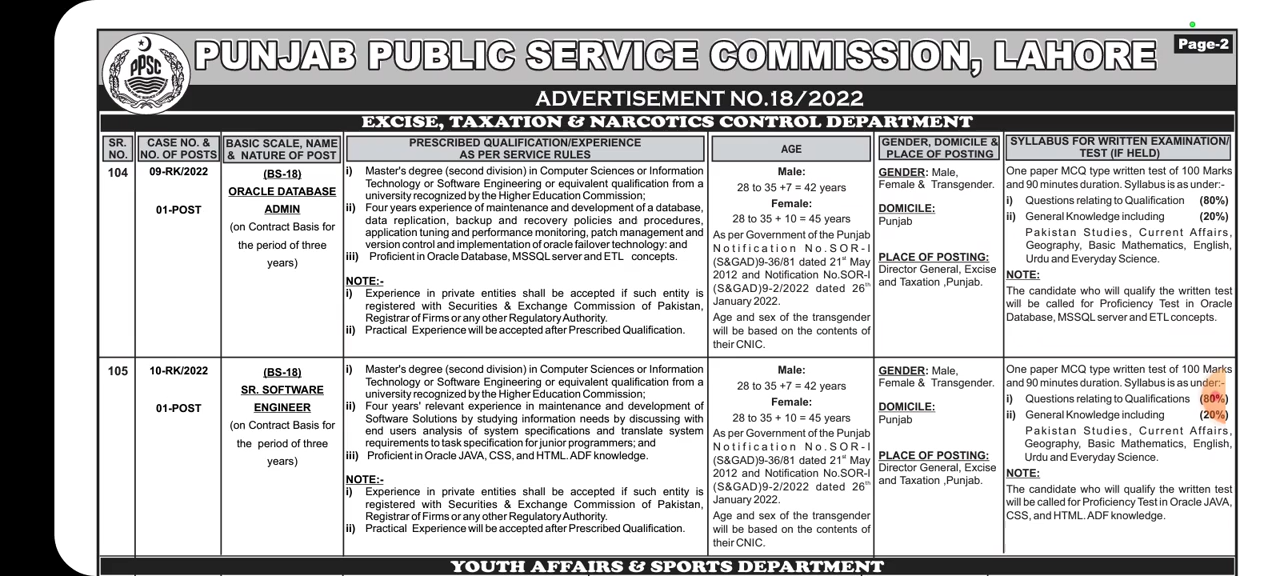 PPSC
PUNJAB PUBLIC SERVICE COMMISSION, LAHORE
Page-2
ADVERTISEMENT NO.18/2022
EXCISE, TAXATION & NARCOTICS CONTROL DEPARTMENT
SR. NO.
CASE NO. & NO. OF POSTS
BASIC SCALE, NAME & NATURE OF POST
PRESCRIBED QUALIFICATION/EXPERIENCE
AS PER SERVICE RULES
AGE
GENDER, DOMICILE & PLACE OF POSTING
SYLLABUS FOR WRITTEN EXAMINATION/ TEST (IF HELD)
104
09-RK/2022
01-POST
(BS-18)
ORACLE DATABASE
ADMIN
(on Contract Basis for
the period of three
years)
i) Master's degree (second division) in Computer Sciences or Information
Technology or Software Engineering or equivalent qualification from a
university recognized by the Higher Education Commission;
ii) Four years experience of maintenance and development of a database,
data replication, backup and recovery policies and procedures,
application tuning and performance monitoring, patch management and
version control and implementation of oracle failover technology: and
iii) Proficient in Oracle Database, MSSQL server and ETL concepts.
NOTE:-
i) Experience in private entities shall be accepted if such entity is
registered with Securities & Exchange Commission of Pakistan,
Registrar of Firms or any other Regulatory Authority.
ii) Practical Experience will be accepted after Prescribed Qualification.
Male:
28 to 35 +7 = 42 years
Female:
28 to 35 + 10 = 45 years
As per Government of the Punjab
Notification No.SOR-I
(S&GAD)9-36/81 dated 21st May
2012 and Notification No.SOR-I
(S&GAD)9-2/2022 dated 26th
January 2022.
Age and sex of the transgender
will be based on the contents of
their CNIC.
GENDER: Male,
Female & Transgender.
DOMICILE:
Punjab
PLACE OF POSTING:
Director General, Excise
and Taxation ,Punjab.
One paper MCQ type written test of 100 Marks
and 90 minutes duration. Syllabus is as under:-
i) Questions relating to Qualification (80%)
ii) General Knowledge including (20%)
Pakistan Studies, Current Affairs,
Geography, Basic Mathematics, English,
Urdu and Everyday Science.
NOTE:
The candidate who will qualify the written test
will be called for Proficiency Test in Oracle
Database, MSSQL server and ETL concepts.
105
10-RK/2022
01-POST
(BS-18)
SR. SOFTWARE
ENGINEER
(on Contract Basis for
the period of three
years)
i) Master's degree (second division) in Computer Sciences or Information
Technology or Software Engineering or equivalent qualification from a
university recognized by the Higher Education Commission;
ii) Four years' relevant experience in maintenance and development of
Software Solutions by studying information needs by discussing with
end users analysis of system specifications and translate system
requirements to task specification for junior programmers; and
iii) Proficient in Oracle JAVA, CSS, and HTML. ADF knowledge.
NOTE:-
i) Experience in private entities shall be accepted if such entity is
registered with Securities & Exchange Commission of Pakistan,
Registrar of Firms or any other Regulatory Authority.
ii) Practical Experience will be accepted after Prescribed Qualification.
Male:
28 to 35 +7 = 42 years
Female:
28 to 35 + 10 = 45 years
As per Government of the Punjab
Notification No.SOR-I
(S&GAD)9-36/81 dated 21st May
2012 and Notification No.SOR-I
(S&GAD)9-2/2022 dated 26th
January 2022.
Age and sex of the transgender
will be based on the contents of
their CNIC.
GENDER: Male,
Female & Transgender.
DOMICILE:
Punjab
PLACE OF POSTING:
Director General, Excise
and Taxation ,Punjab.
One paper MCQ type written test of 100 Marks
and 90 minutes duration. Syllabus is as under:-
i) Questions relating to Qualifications (80%)
ii) General Knowledge including (20%)
Pakistan Studies, Current Affairs,
Geography, Basic Mathematics, English,
Urdu and Everyday Science.
NOTE:
The candidate who will qualify the written test
will be called for Proficiency Test in Oracle JAVA,
CSS, and HTML. ADF knowledge.
YOUTH AFFAIRS & SPORTS DEPARTMENT